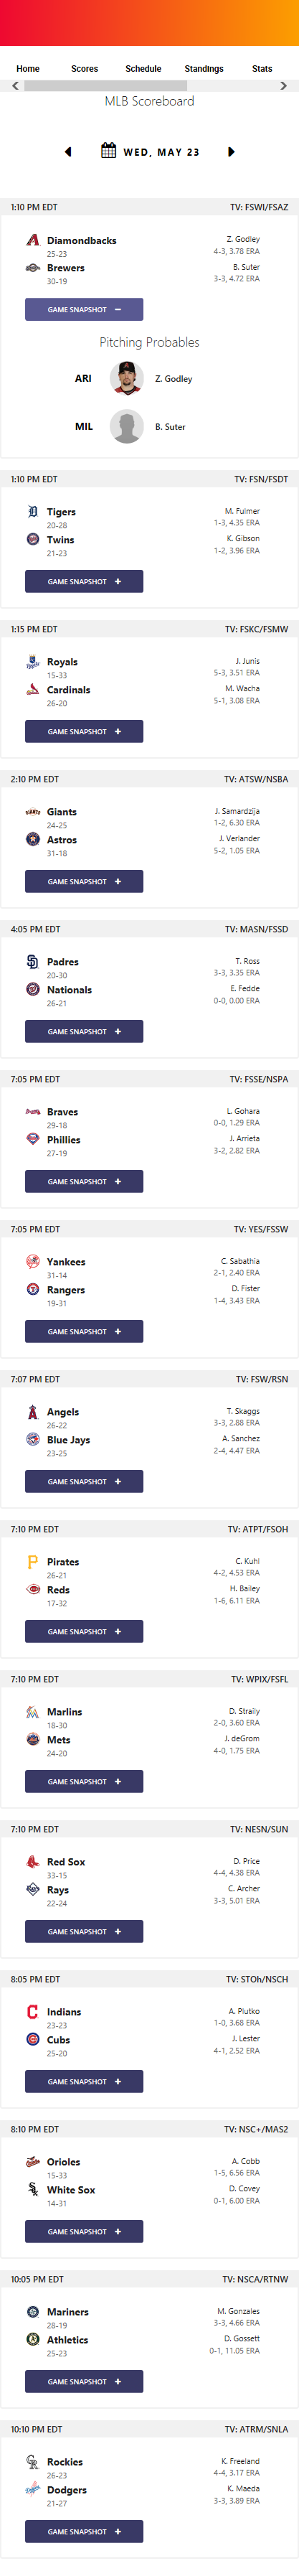 Home Scores Schedule Standings Stats
MLB Scoreboard
WED, MAY 23
1:10 PM EDT TV: FSWI/FSAZ
Diamondbacks Z. Godley
25-23 4-3, 3.78 ERA
Brewers B. Suter
30-19 3-3, 4.72 ERA
GAME SNAPSHOT −
Pitching Probables
ARI Z. Godley
MIL B. Suter
1:10 PM EDT TV: FSN/FSDT
Tigers M. Fulmer
20-28 1-3, 4.35 ERA
Twins K. Gibson
21-23 1-2, 3.96 ERA
GAME SNAPSHOT +
1:15 PM EDT TV: FSKC/FSMW
Royals J. Junis
15-33 5-3, 3.51 ERA
Cardinals M. Wacha
26-20 5-1, 3.08 ERA
GAME SNAPSHOT +
2:10 PM EDT TV: ATSW/NSBA
Giants J. Samardzija
24-25 1-2, 6.30 ERA
Astros J. Verlander
31-18 5-2, 1.05 ERA
GAME SNAPSHOT +
4:05 PM EDT TV: MASN/FSSD
Padres T. Ross
20-30 3-3, 3.35 ERA
Nationals E. Fedde
26-21 0-0, 0.00 ERA
GAME SNAPSHOT +
7:05 PM EDT TV: FSSE/NSPA
Braves L. Gohara
29-18 0-0, 1.29 ERA
Phillies J. Arrieta
27-19 3-2, 2.82 ERA
GAME SNAPSHOT +
7:05 PM EDT TV: YES/FSSW
Yankees C. Sabathia
31-14 2-1, 2.40 ERA
Rangers D. Fister
19-31 1-4, 3.43 ERA
GAME SNAPSHOT +
7:07 PM EDT TV: FSW/RSN
Angels T. Skaggs
26-22 3-3, 2.88 ERA
Blue Jays A. Sanchez
23-25 2-4, 4.47 ERA
GAME SNAPSHOT +
7:10 PM EDT TV: ATPT/FSOH
Pirates C. Kuhl
26-21 4-2, 4.53 ERA
Reds H. Bailey
17-32 1-6, 6.11 ERA
GAME SNAPSHOT +
7:10 PM EDT TV: WPIX/FSFL
Marlins D. Straily
18-30 2-0, 3.60 ERA
Mets J. deGrom
24-20 4-0, 1.75 ERA
GAME SNAPSHOT +
7:10 PM EDT TV: NESN/SUN
Red Sox D. Price
33-15 4-4, 4.38 ERA
Rays C. Archer
22-24 3-3, 5.01 ERA
GAME SNAPSHOT +
8:05 PM EDT TV: STOh/NSCH
Indians A. Plutko
23-23 1-0, 3.68 ERA
Cubs J. Lester
25-20 4-1, 2.52 ERA
GAME SNAPSHOT +
8:10 PM EDT TV: NSC+/MAS2
Orioles A. Cobb
15-33 1-5, 6.56 ERA
White Sox D. Covey
14-31 0-1, 6.00 ERA
GAME SNAPSHOT +
10:05 PM EDT TV: NSCA/RTNW
Mariners M. Gonzales
28-19 3-3, 4.66 ERA
Athletics D. Gossett
25-23 0-1, 11.05 ERA
GAME SNAPSHOT +
10:10 PM EDT TV: ATRM/SNLA
Rockies K. Freeland
26-23 4-4, 3.17 ERA
Dodgers K. Maeda
21-27 3-3, 3.89 ERA
GAME SNAPSHOT +